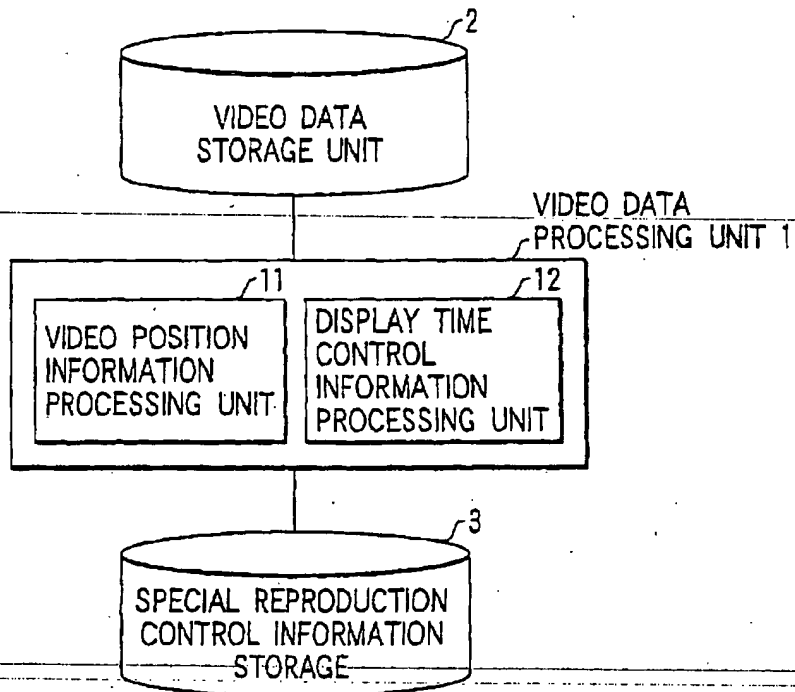 2
VIDEO DATA
STORAGE UNIT
VIDEO DATA
PROCESSING UNIT 1
11
VIDEO POSITION
INFORMATION
PROCESSING UNIT
12
DISPLAY TIME
CONTROL
INFORMATION
PROCESSING UNIT
3
SPECIAL REPRODUCTION
CONTROL INFORMATION
STORAGE